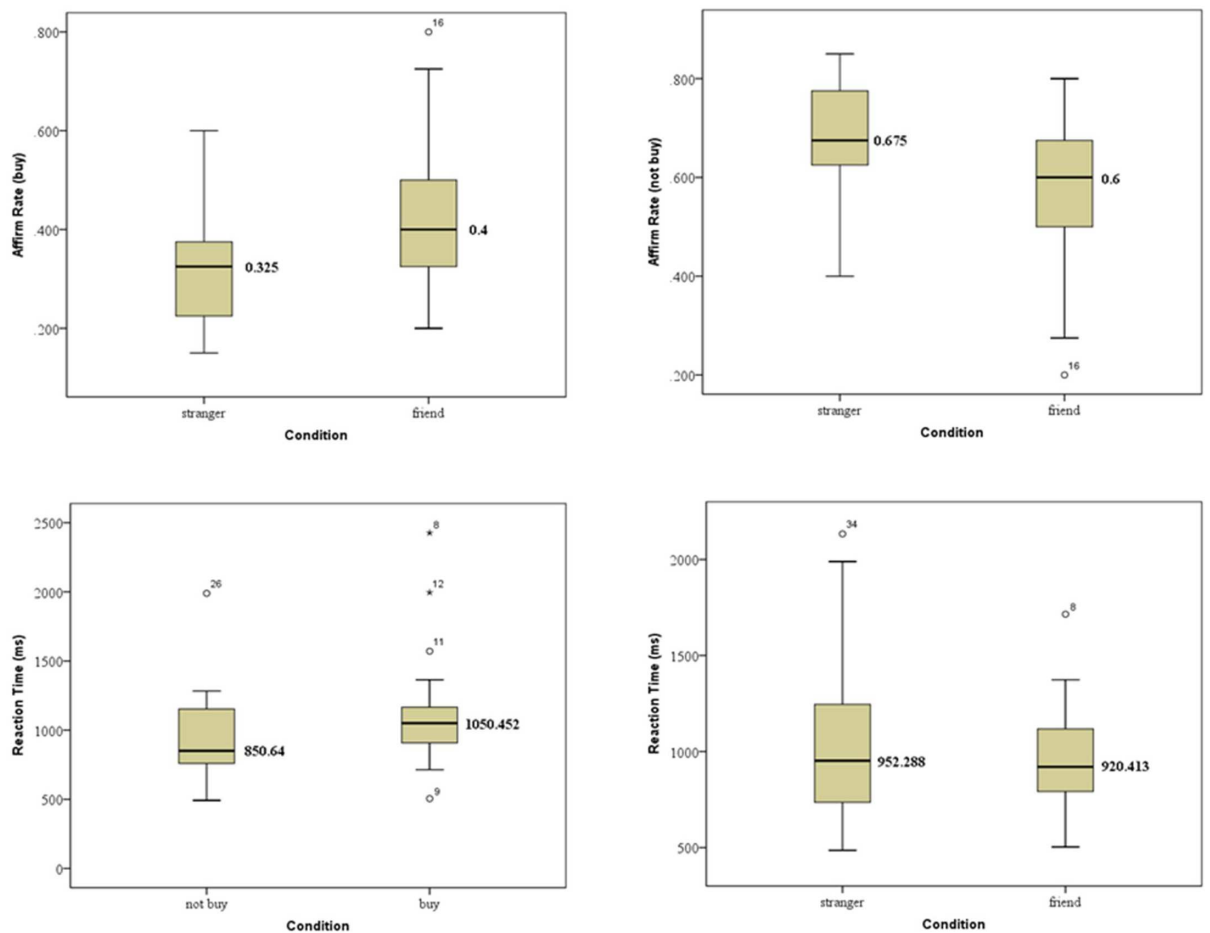 Affirm Rate (buy)
.800
.600
.400
.200
16
0.325
0.4
stranger friend
Condition
Affirm Rate (not buy)
.800
.600
.400
.200
0.675
0.6
16
stranger friend
Condition
Reaction Time (ms)
2500
2000
1500
1000
500
0
26
8
12
11
9
850.64
1050.452
not buy buy
Condition
Reaction Time (ms)
2000
1500
1000
500
34
8
952.288
920.413
stranger friend
Condition